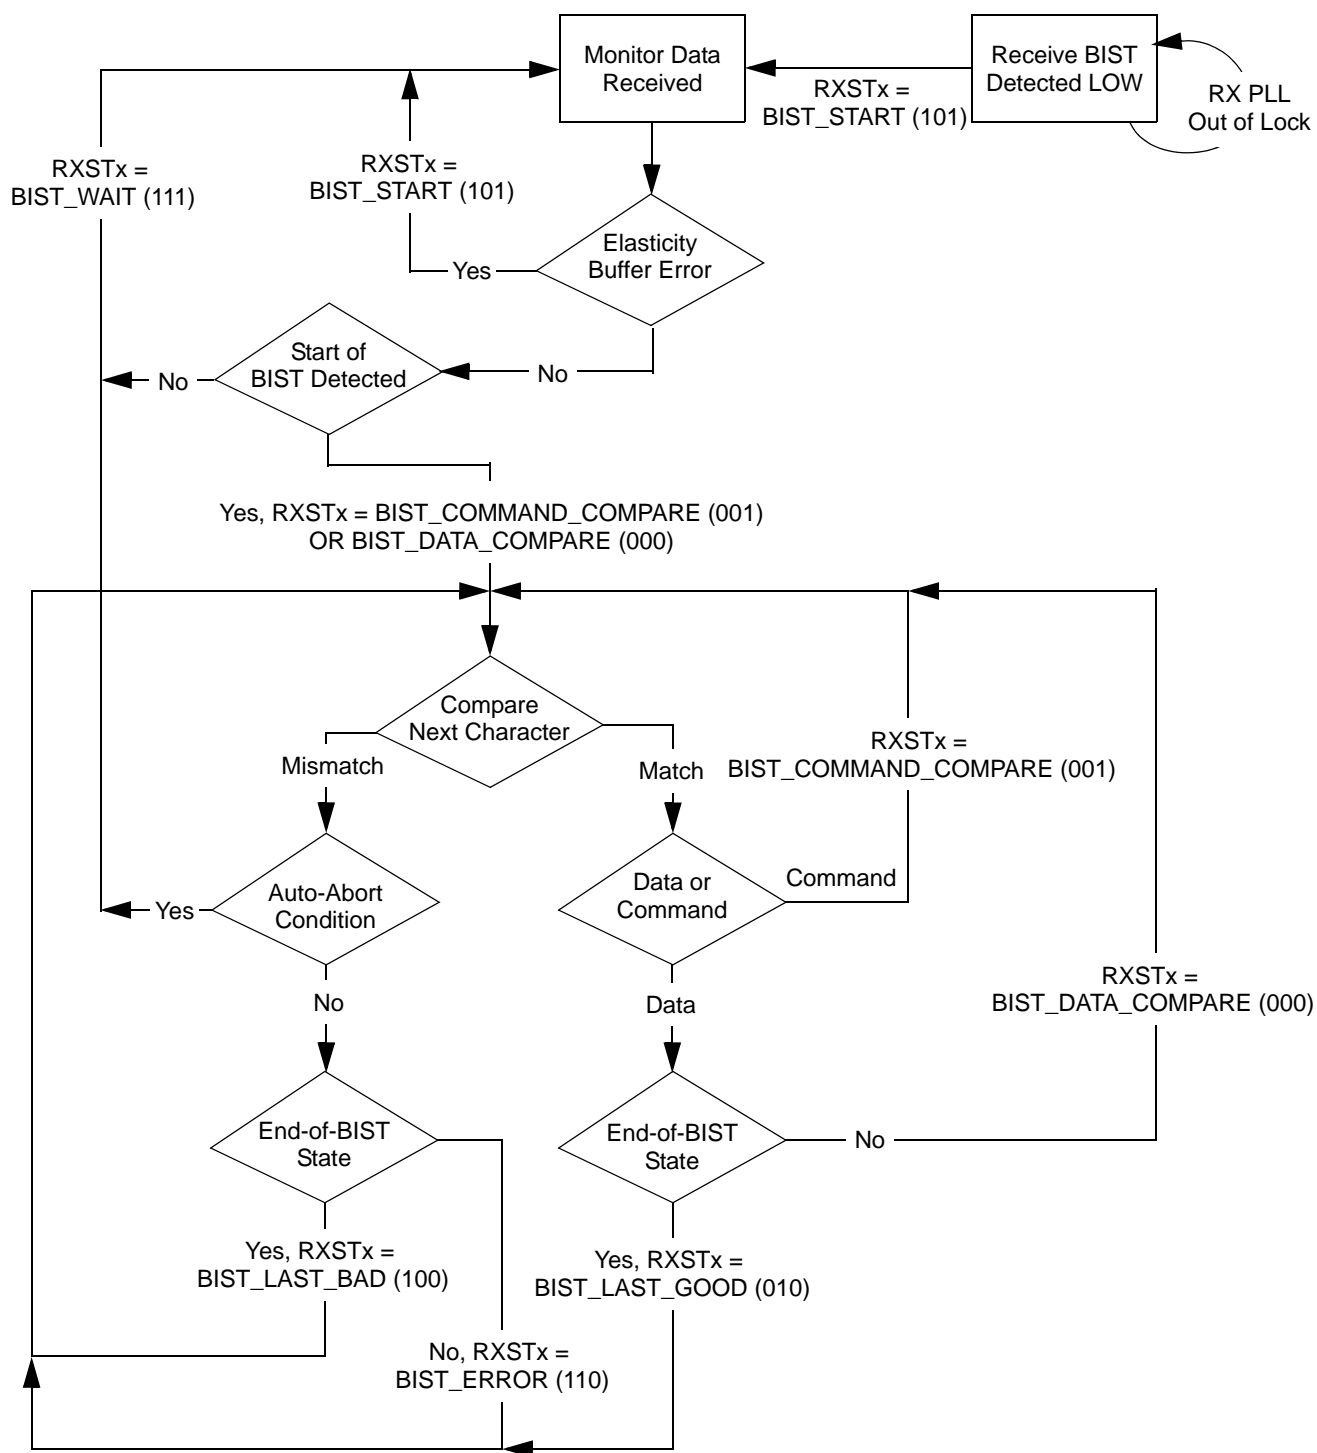 Monitor Data
Received
Receive BIST
Detected LOW
RXSTx =
BIST_START (101)
RX PLL
Out of Lock
RXSTx =
BIST_WAIT (111)
RXSTx =
BIST_START (101)
Elasticity
Buffer Error
Yes
Start of
BIST Detected
No
No
Yes, RXSTx = BIST_COMMAND_COMPARE (001)
OR BIST_DATA_COMPARE (000)
Compare
Next Character
Mismatch
Match
RXSTx =
BIST_COMMAND_COMPARE (001)
Auto-Abort
Condition
Yes
Data or
Command
Command
No
Data
RXSTx =
BIST_DATA_COMPARE (000)
End-of-BIST
State
End-of-BIST
State
No
Yes, RXSTx =
BIST_LAST_BAD (100)
Yes, RXSTx =
BIST_LAST_GOOD (010)
No, RXSTx =
BIST_ERROR (110)